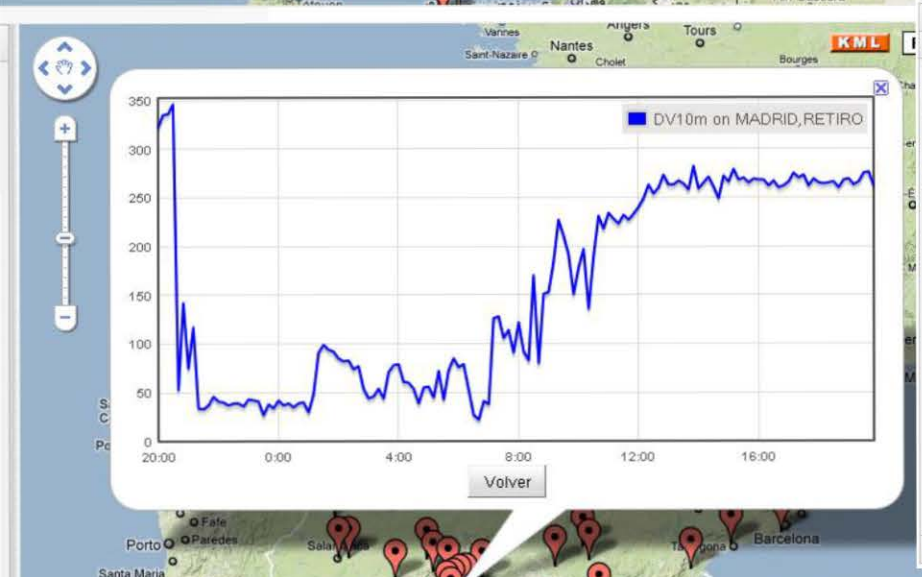 Vannes
Angers
Tours
Nantes
Saint-Nazaire
Cholet
Bourges
KML
350
DV10m on MADRID,RETIRO
300
250
200
150
100
50
0
20:00 0:00 4:00 8:00 12:00 16:00
Volver
Fafe
Porto
Paredes
Barcelona
Santa Maria